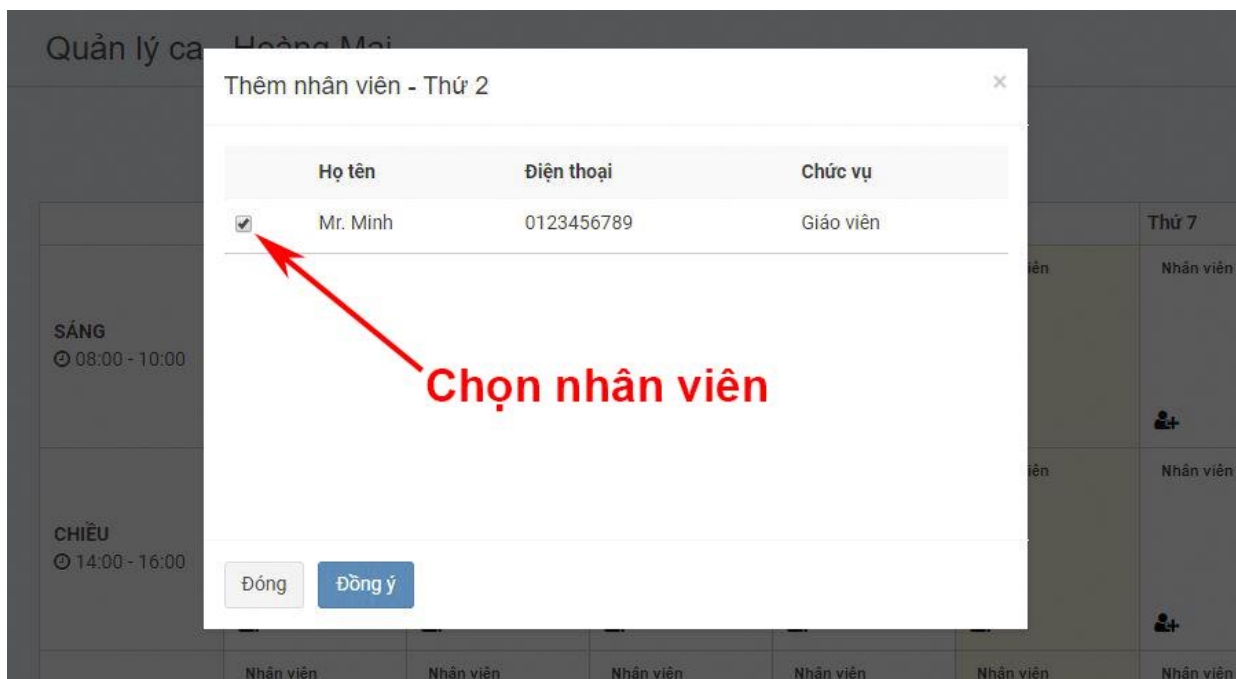 Quản lý ca - Hoàng Mai
Thêm nhân viên - Thứ 2
×
Họ tên Điện thoại Chức vụ
Mr. Minh 0123456789 Giáo viên
Thứ 7
Nhân viên
SÁNG
08:00 - 10:00
Chọn nhân viên
Nhân viên
CHIỀU
14:00 - 16:00
Đóng Đồng ý
Nhân viên Nhân viên Nhân viên Nhân viên Nhân viên Nhân viên